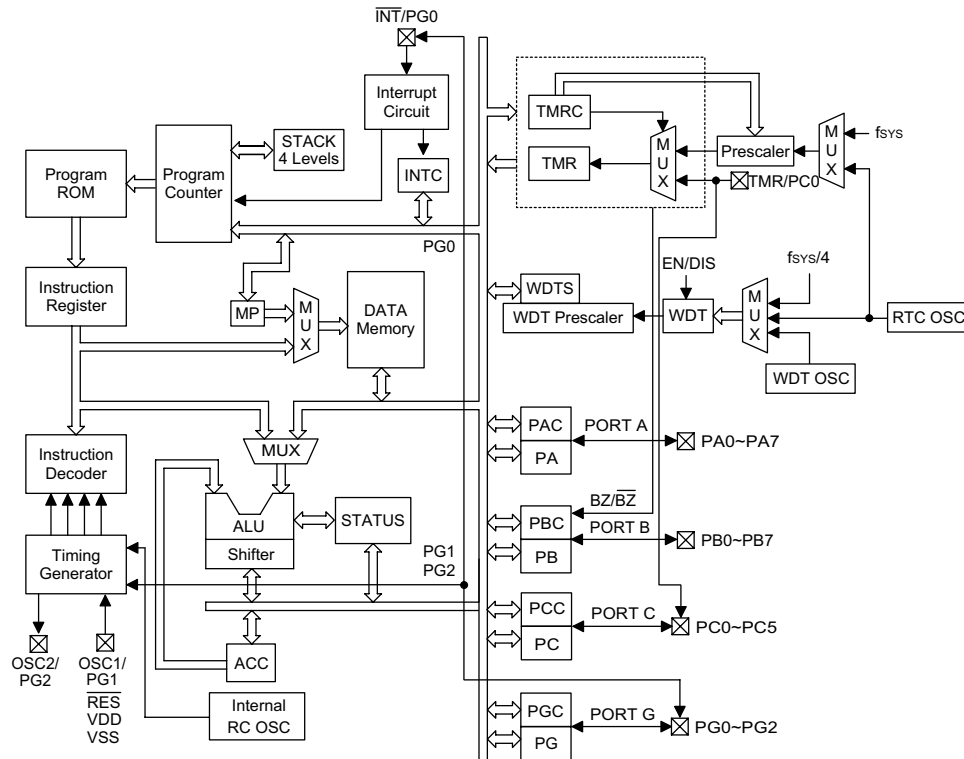 INT/PG0
Interrupt
Circuit
STACK
4 Levels
INTC
Program
ROM
Program
Counter
PG0
Instruction
Register
MP
M
U
X
DATA
Memory
MUX
Instruction
Decoder
ALU
Shifter
STATUS
Timing
Generator
PG1
PG2
OSC2/
PG2
OSC1/
PG1
RES
VDD
VSS
ACC
Internal
RC OSC
TMRC
TMR
M
U
X
Prescaler
M
U
X
fSYS
TMR/PC0
EN/DIS
fSYS/4
WDTS
WDT Prescaler
WDT
M
U
X
RTC OSC
WDT OSC
PAC
PA
PORT A
PA0~PA7
BZ/BZ
PBC
PB
PORT B
PB0~PB7
PCC
PC
PORT C
PC0~PC5
PGC
PG
PORT G
PG0~PG2